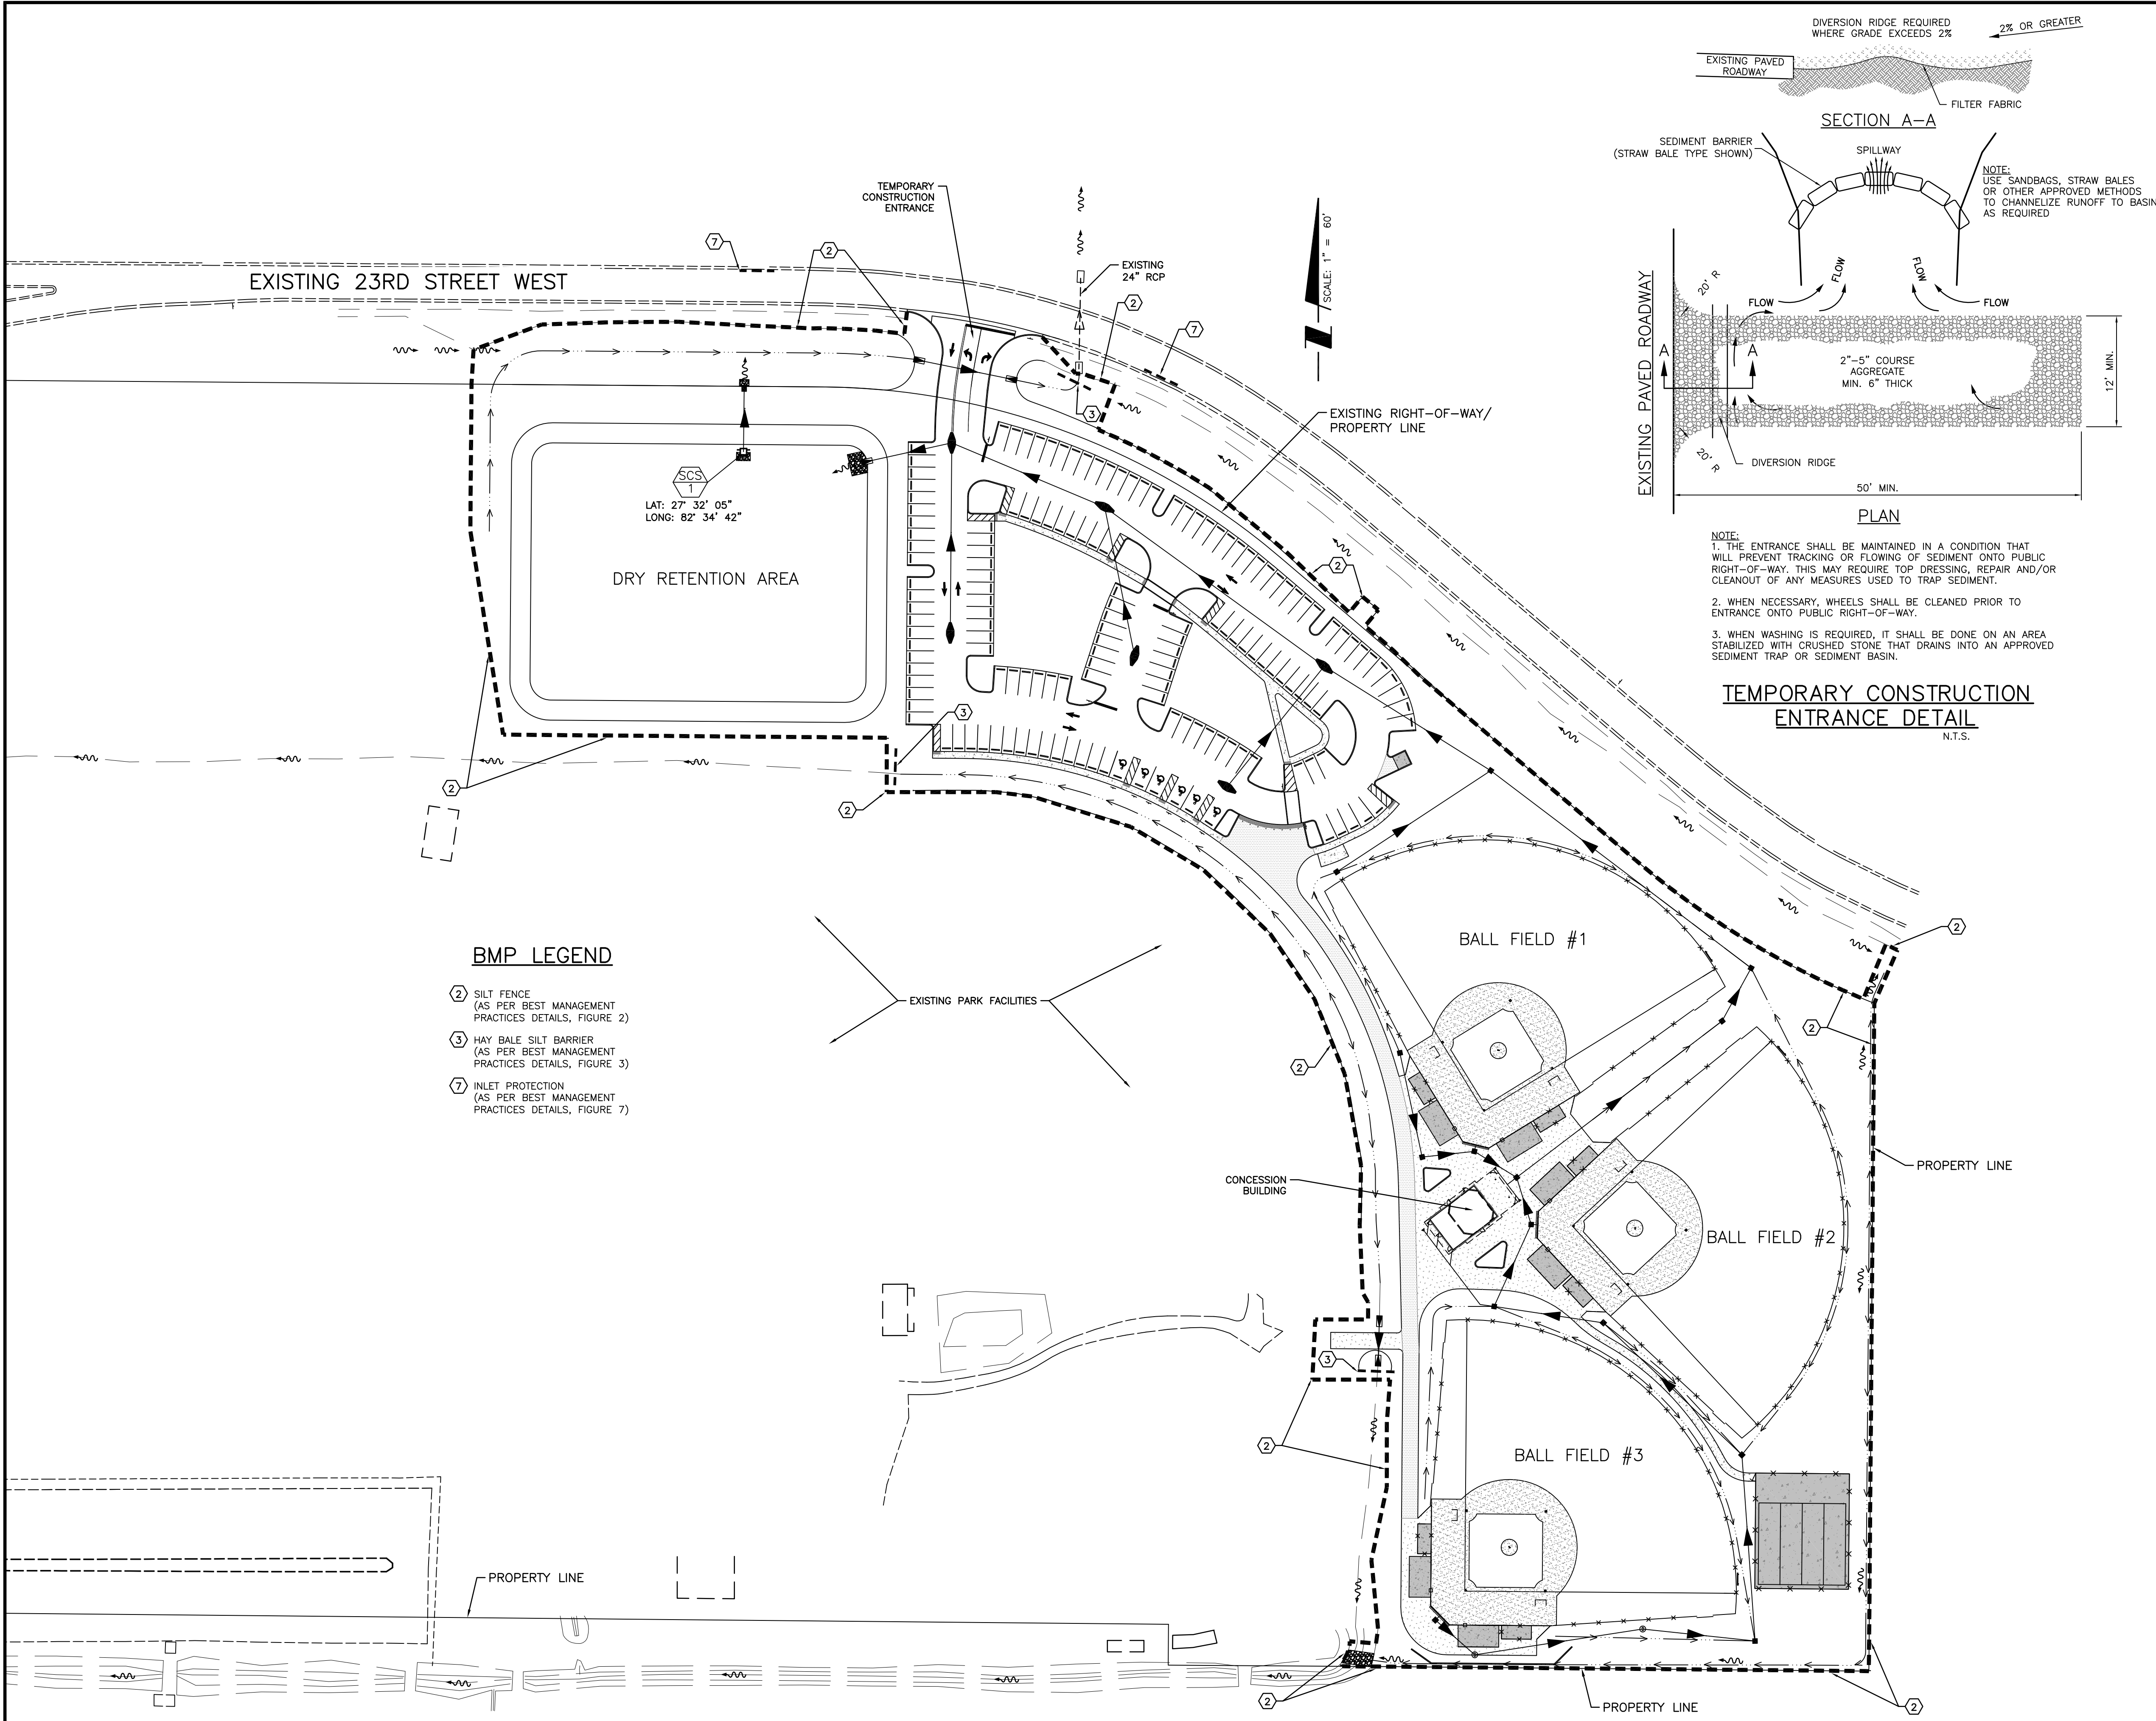 DIVERSION RIDGE REQUIRED
WHERE GRADE EXCEEDS 2%
2% OR GREATER
EXISTING PAVED
ROADWAY
FILTER FABRIC
SECTION A-A
SEDIMENT BARRIER
(STRAW BALE TYPE SHOWN)
SPILLWAY
NOTE:
USE SANDBAGS, STRAW BALES
OR OTHER APPROVED METHODS
TO CHANNELIZE RUNOFF TO BASIN
AS REQUIRED
EXISTING PAVED ROADWAY
20' R
FLOW
FLOW
FLOW
FLOW
A
A
2"-5" COURSE
AGGREGATE
MIN. 6" THICK
12' MIN.
20' R
DIVERSION RIDGE
50' MIN.
PLAN
NOTE:
1. THE ENTRANCE SHALL BE MAINTAINED IN A CONDITION THAT
WILL PREVENT TRACKING OR FLOWING OF SEDIMENT ONTO PUBLIC
RIGHT-OF-WAY. THIS MAY REQUIRE TOP DRESSING, REPAIR AND/OR
CLEANOUT OF ANY MEASURES USED TO TRAP SEDIMENT.
2. WHEN NECESSARY, WHEELS SHALL BE CLEANED PRIOR TO
ENTRANCE ONTO PUBLIC RIGHT-OF-WAY.
3. WHEN WASHING IS REQUIRED, IT SHALL BE DONE ON AN AREA
STABILIZED WITH CRUSHED STONE THAT DRAINS INTO AN APPROVED
SEDIMENT TRAP OR SEDIMENT BASIN.
TEMPORARY CONSTRUCTION
ENTRANCE DETAIL
N.T.S.
TEMPORARY
CONSTRUCTION
ENTRANCE
7
2
EXISTING 23RD STREET WEST
EXISTING
24" RCP
2
7
3
SCALE: 1" = 60'
N
EXISTING RIGHT-OF-WAY/
PROPERTY LINE
SCS
1
LAT: 27° 32' 05"
LONG: 82° 34' 42"
DRY RETENTION AREA
2
3
2
2
BALL FIELD #1
2
2
BMP LEGEND
2 SILT FENCE
(AS PER BEST MANAGEMENT
PRACTICES DETAILS, FIGURE 2)
3 HAY BALE SILT BARRIER
(AS PER BEST MANAGEMENT
PRACTICES DETAILS, FIGURE 3)
7 INLET PROTECTION
(AS PER BEST MANAGEMENT
PRACTICES DETAILS, FIGURE 7)
EXISTING PARK FACILITIES
2
CONCESSION
BUILDING
PROPERTY LINE
BALL FIELD #2
3
2
BALL FIELD #3
PROPERTY LINE
2
PROPERTY LINE
2